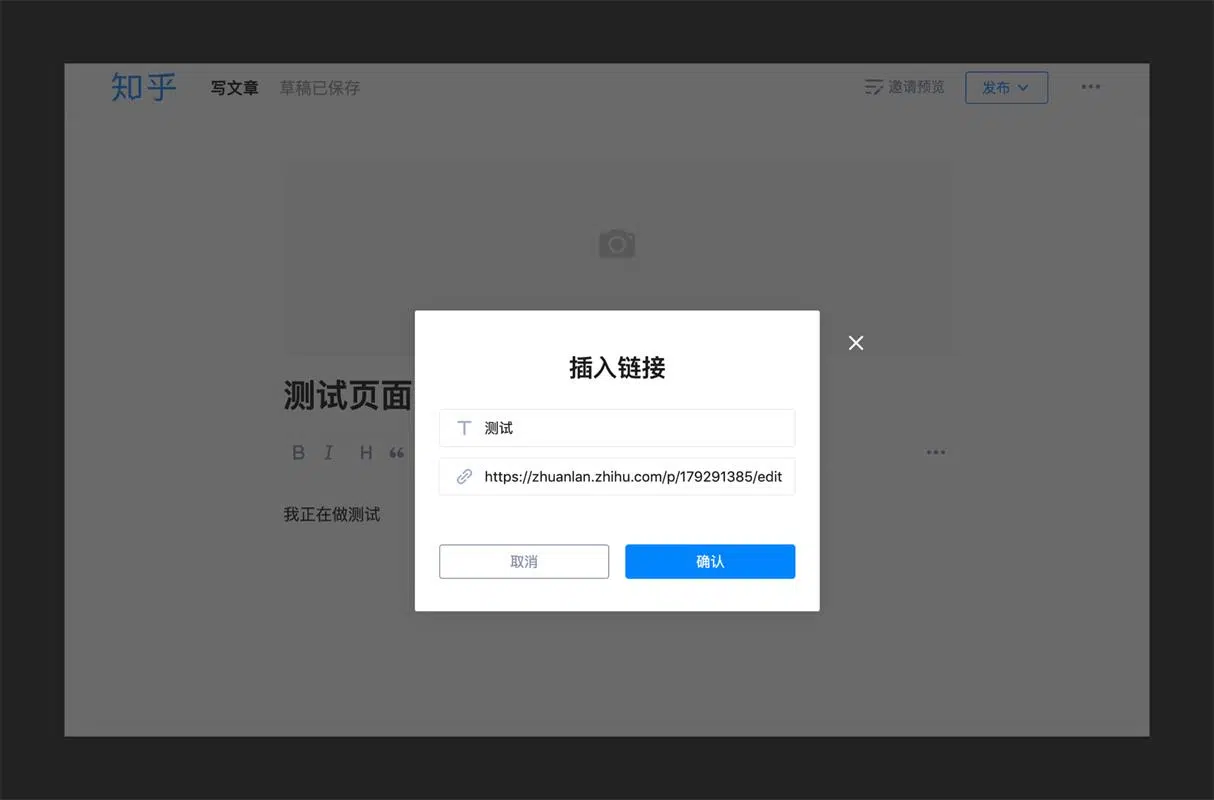 知乎 写文章 草稿已保存 邀请预览 发布
插入链接
测试页面
T 测试
B I H “
https://zhuanlan.zhihu.com/p/179291385/edit
我正在做测试
取消 确认